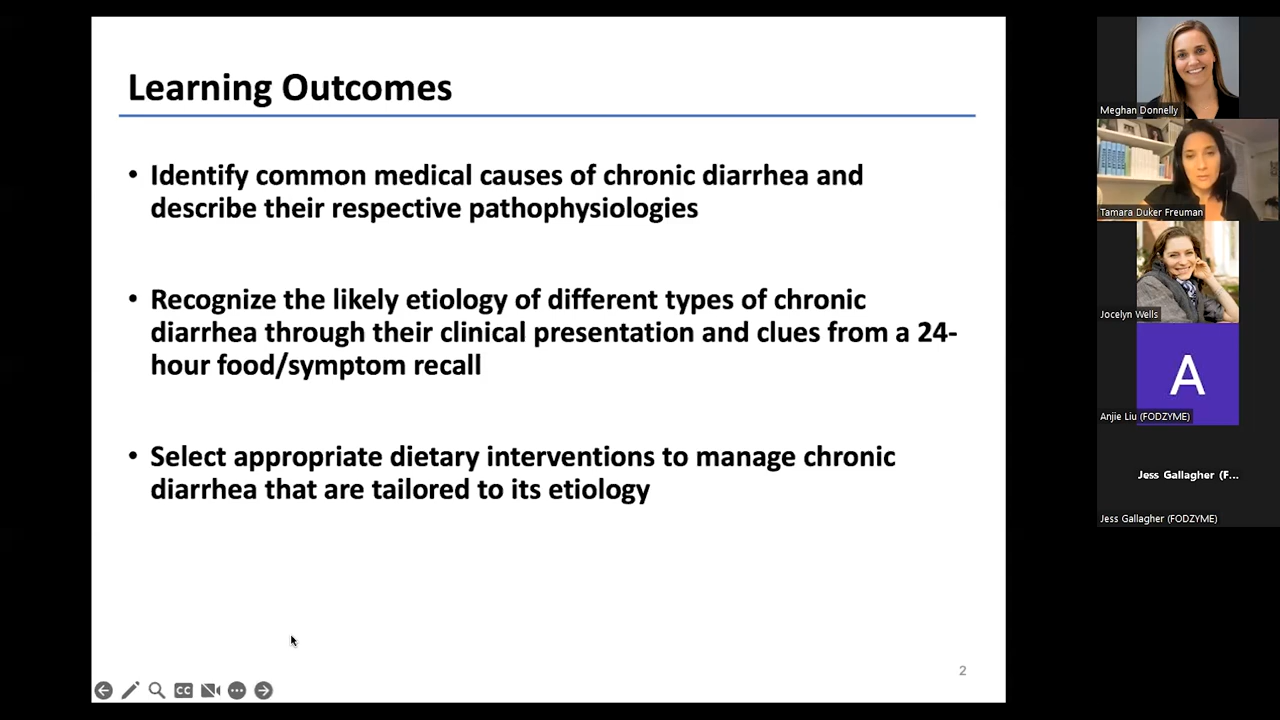 Learning Outcomes
• Identify common medical causes of chronic diarrhea and
describe their respective pathophysiologies
• Recognize the likely etiology of different types of chronic
diarrhea through their clinical presentation and clues from a 24-
hour food/symptom recall
• Select appropriate dietary interventions to manage chronic
diarrhea that are tailored to its etiology
2
CC
Meghan Donnelly
Tamara Duker Freuman
Jocelyn Wells
A
Anjie Liu (FODZYME)
Jess Gallagher (F...
Jess Gallagher (FODZYME)